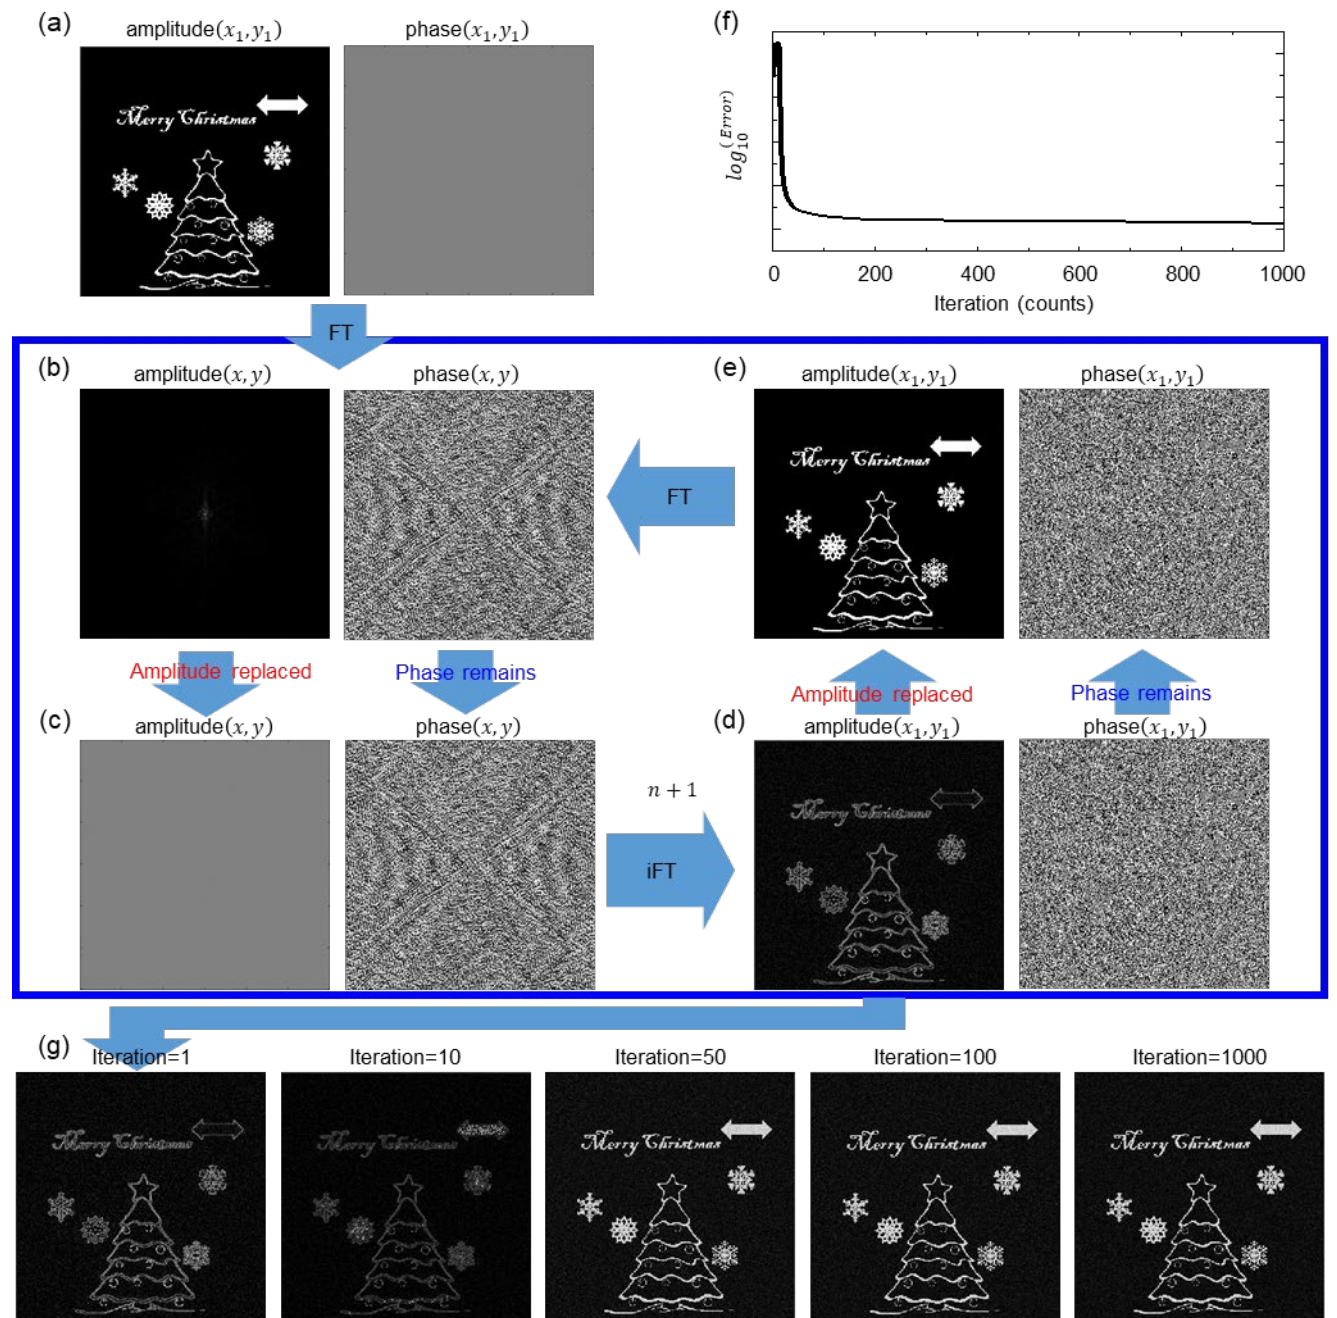 (a)
amplitude(x₁, y₁)
phase(x₁, y₁)
Merry Christmas
(f)
log₁₀(Error)
0
200
400
600
800
1000
Iteration (counts)
FT
(b)
amplitude(x, y)
phase(x, y)
(e)
amplitude(x₁, y₁)
phase(x₁, y₁)
Merry Christmas
FT
Amplitude replaced
Phase remains
Amplitude replaced
Phase remains
(c)
amplitude(x, y)
phase(x, y)
n + 1
iFT
(d)
amplitude(x₁, y₁)
phase(x₁, y₁)
Merry Christmas
(g)
Iteration=1
Iteration=10
Iteration=50
Iteration=100
Iteration=1000
Merry Christmas
Merry Christmas
Merry Christmas
Merry Christmas
Merry Christmas